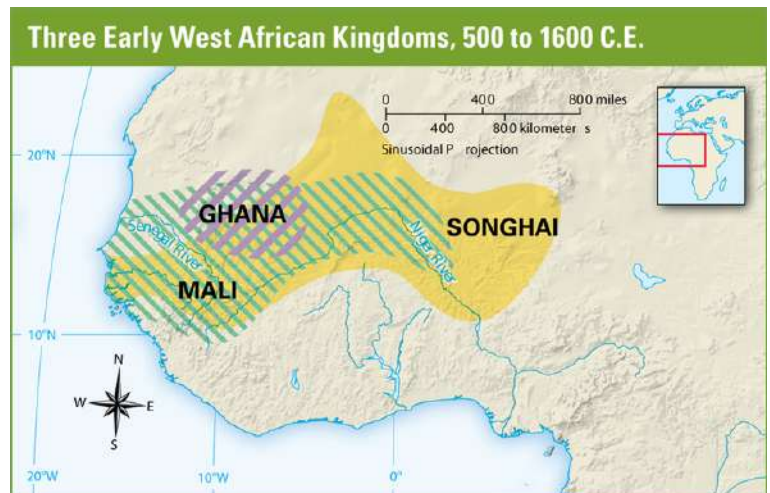 Three Early West African Kingdoms, 500 to 1600 C.E.
0 400 800 miles
0 400 800 kilometer s
Sinusoidal P rojection
20°N
GHANA
SONGHAI
Senegal River
Niger River
MALI
10°N
N
W E
S
20°W 10°W 0°